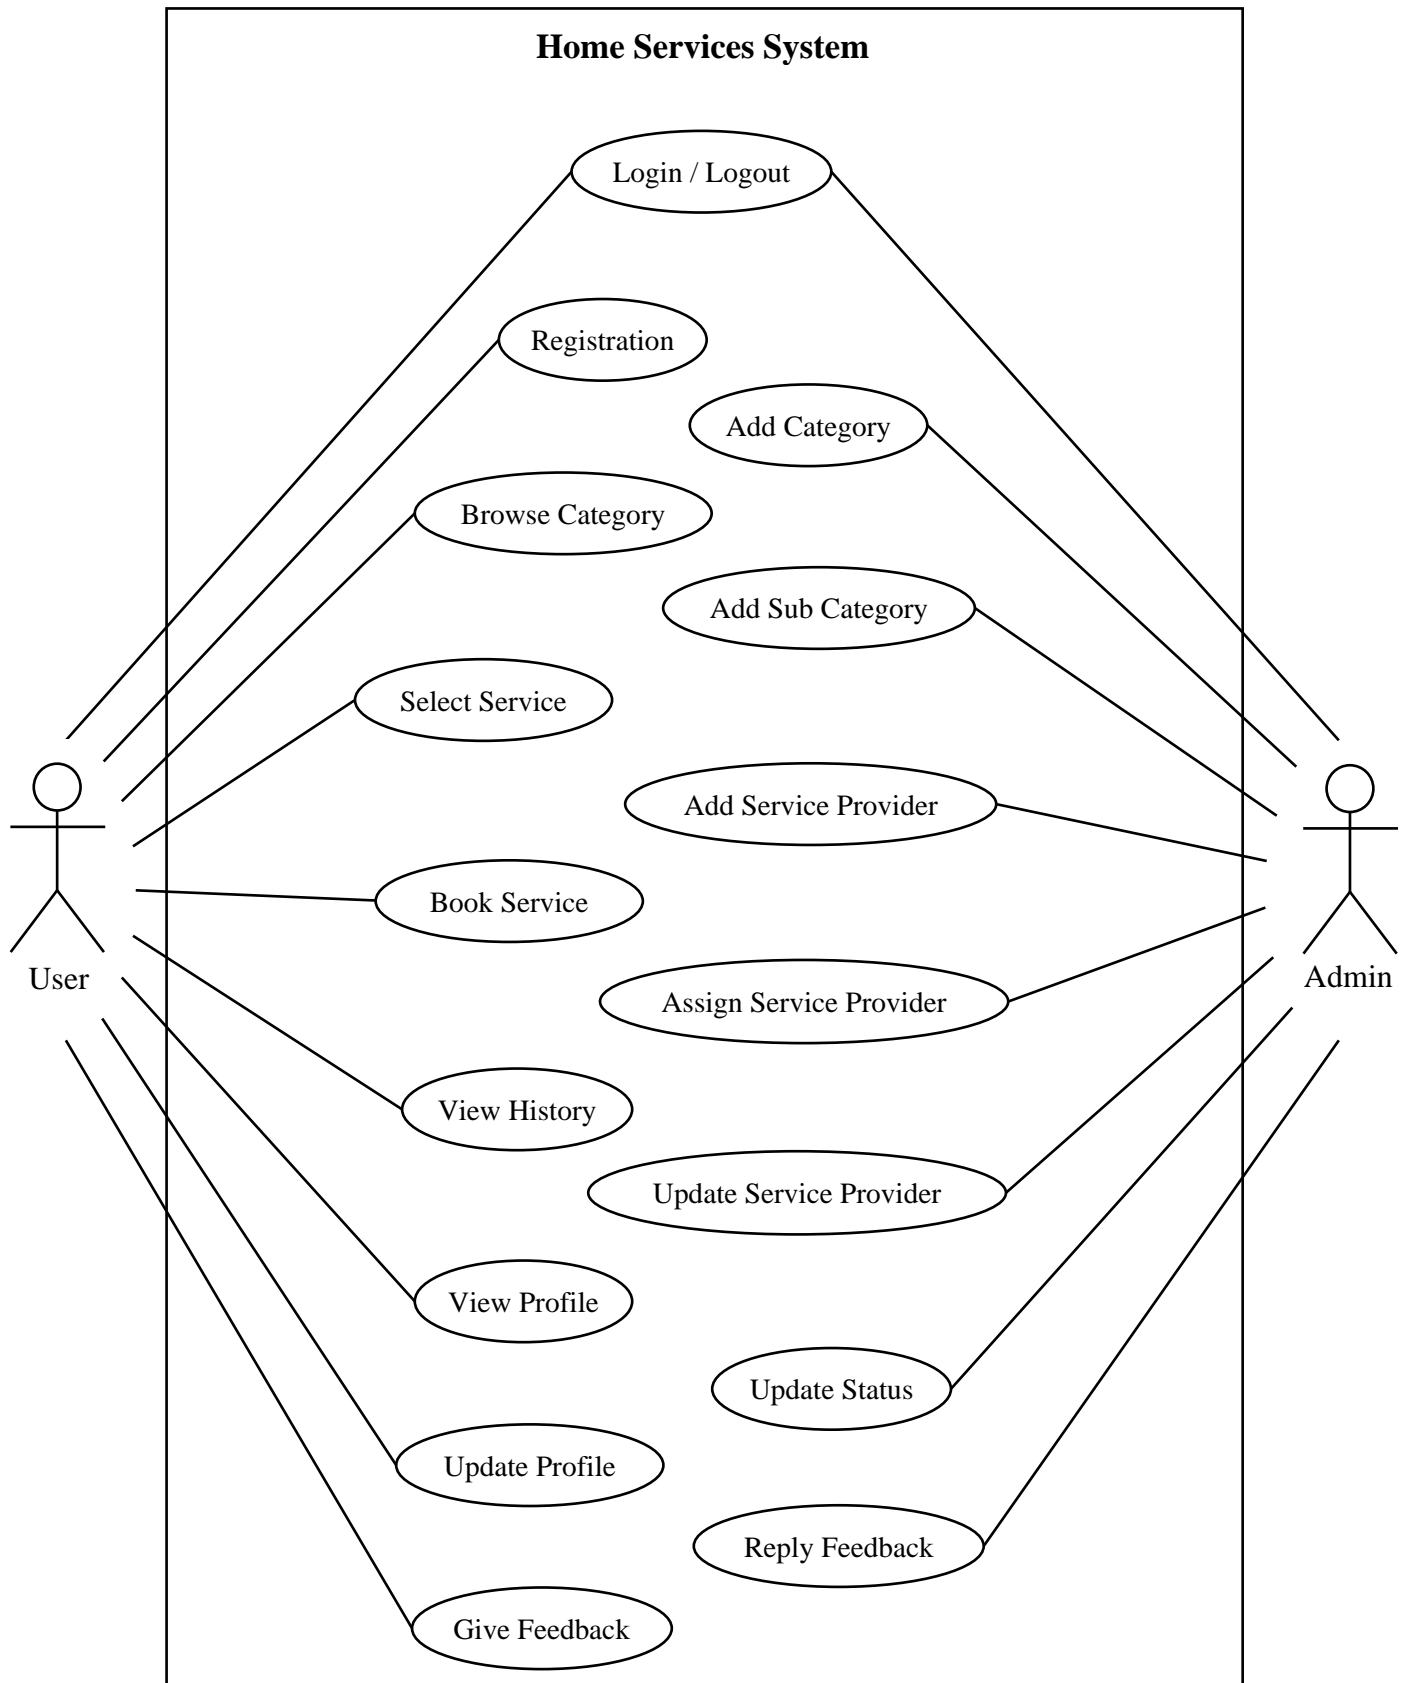 Home Services System
Login / Logout
Registration
Add Category
Browse Category
Add Sub Category
Select Service
Add Service Provider
Book Service
User
Admin
Assign Service Provider
View History
Update Service Provider
View Profile
Update Status
Update Profile
Reply Feedback
Give Feedback